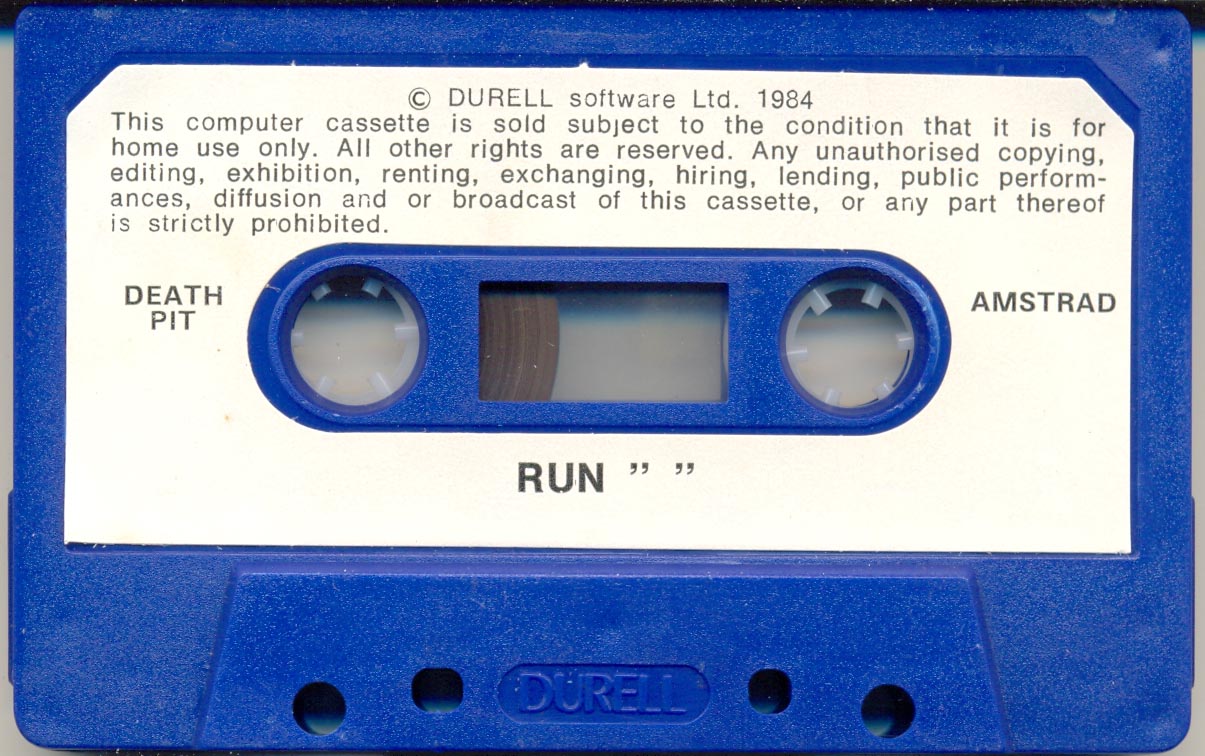 © DURELL software Ltd. 1984
This computer cassette is sold subject to the condition that it is for
home use only. All other rights are reserved. Any unauthorised copying,
editing, exhibition, renting, exchanging, hiring, lending, public perform-
ances, diffusion and or broadcast of this cassette, or any part thereof
is strictly prohibited.
DEATH
PIT
AMSTRAD
RUN ” ”
DURELL